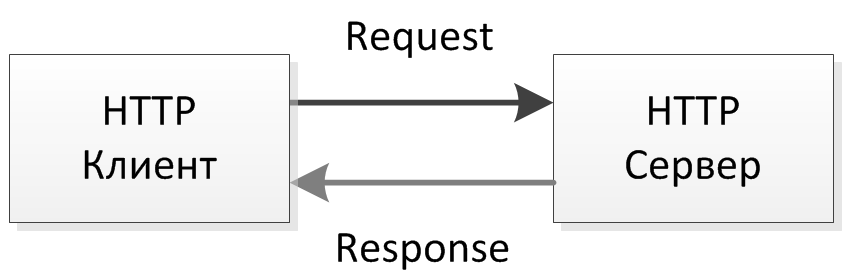 Request
HTTP
Клиент
HTTP
Сервер
Response